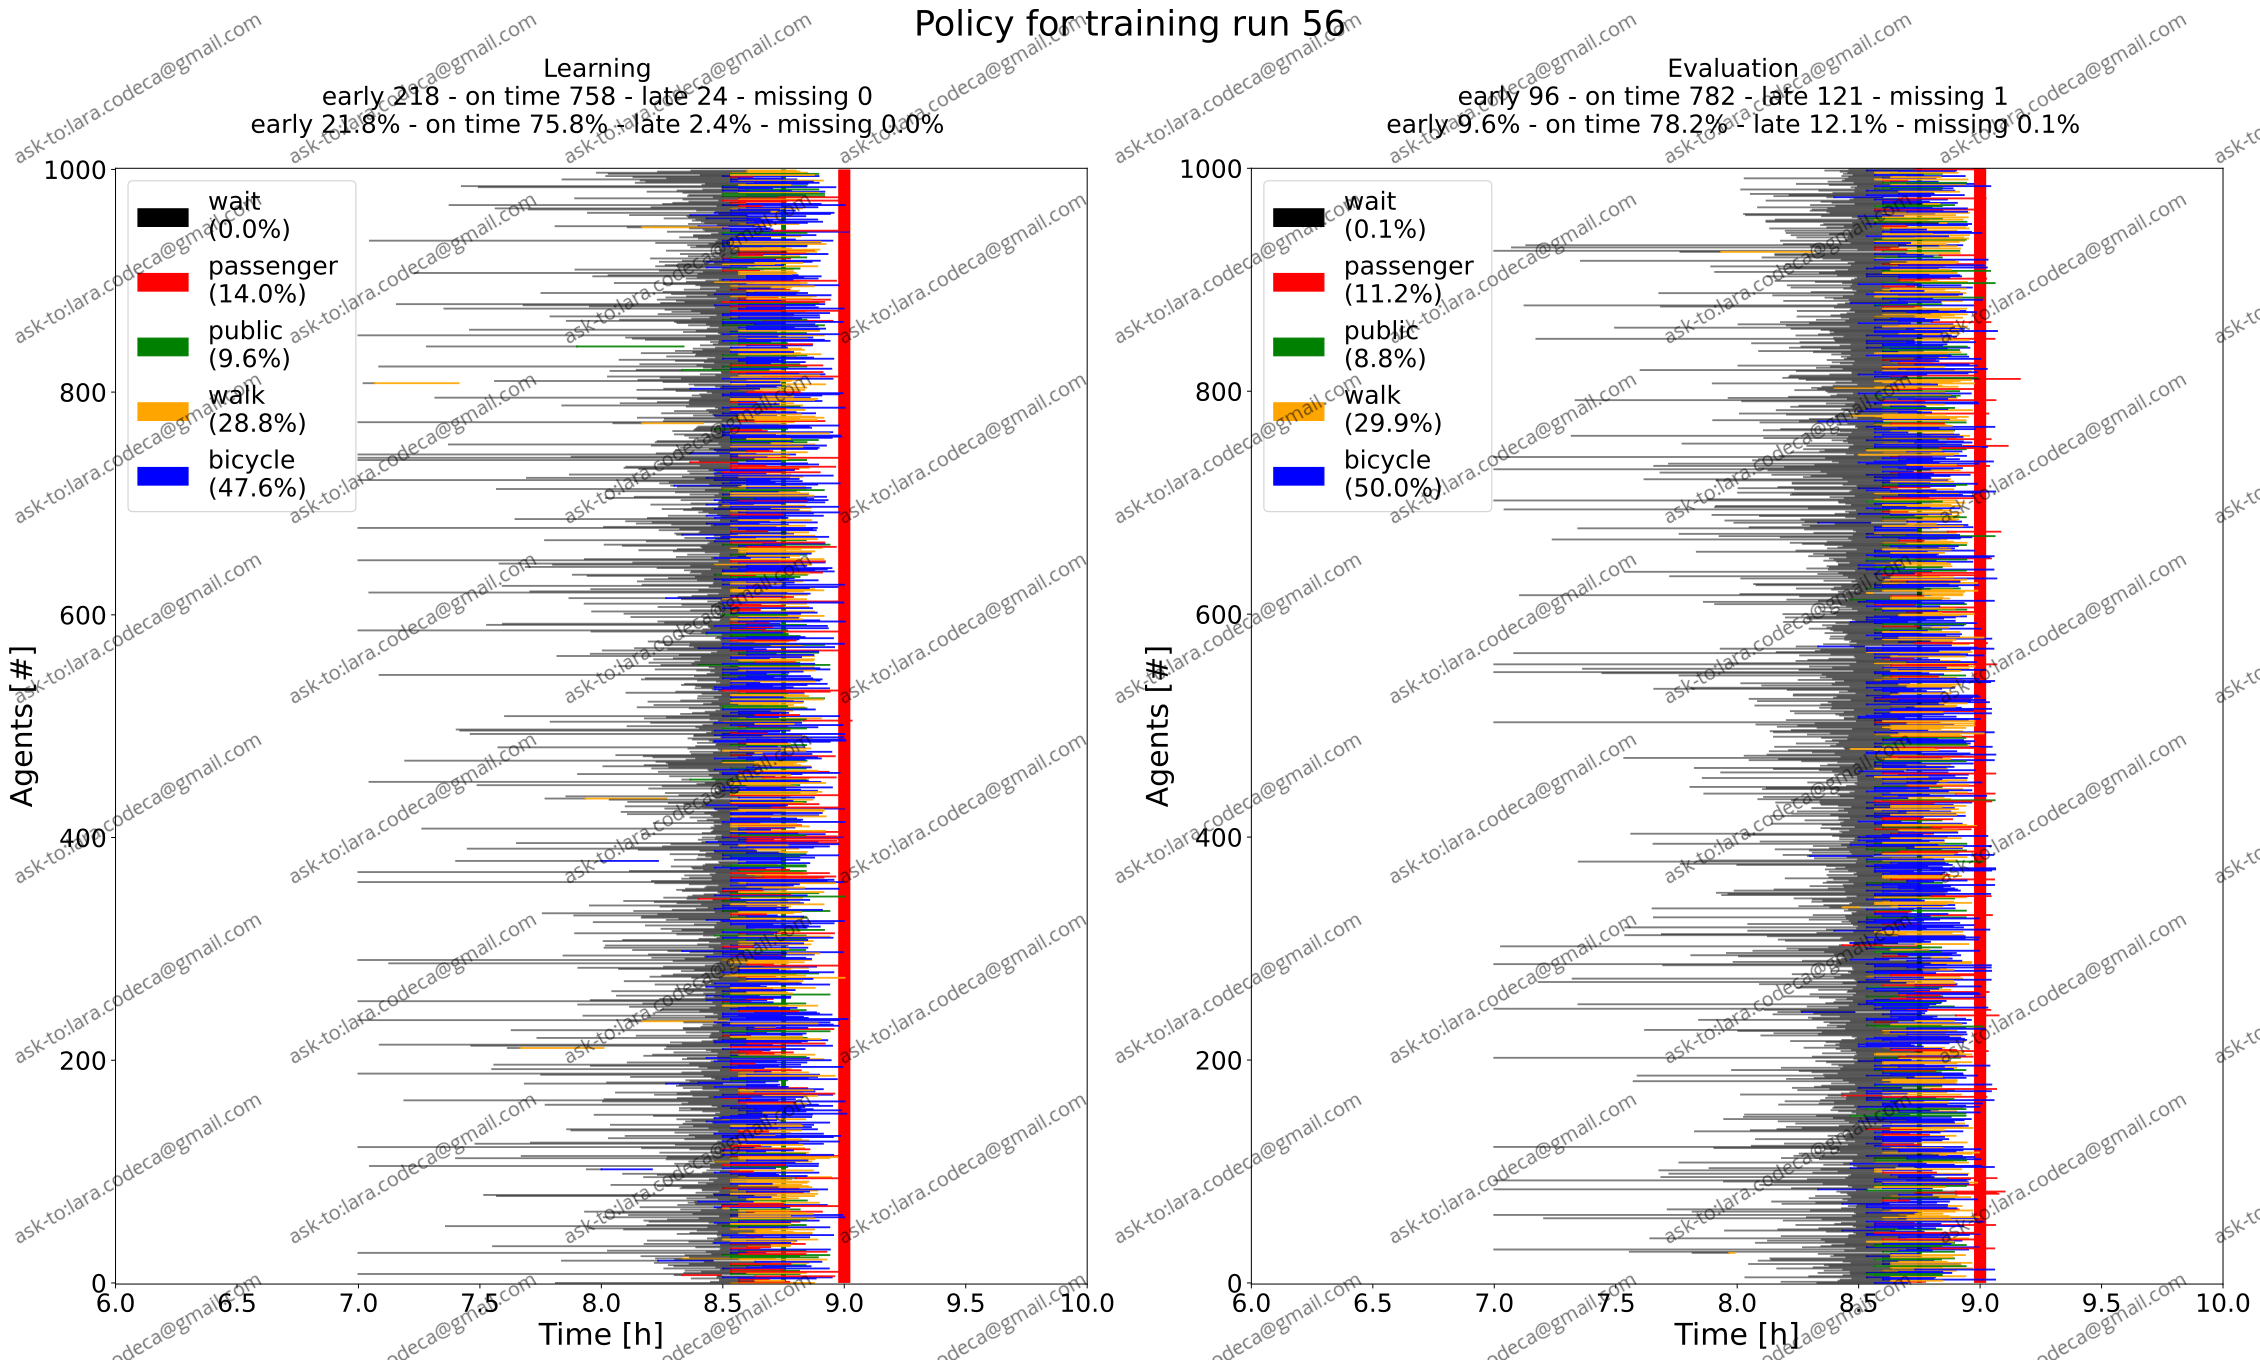 Policy for training run 56
Learning
early 218 - on time 758 - late 24 - missing 0
early 21.8% - on time 75.8% - late 2.4% - missing 0.0%
Agents [#]
1000
800
600
400
200
0
wait
(0.0%)
passenger
(14.0%)
public
(9.6%)
walk
(28.8%)
bicycle
(47.6%)
6.0 6.5 7.0 7.5 8.0 8.5 9.0 9.5 10.0
Time [h]
Evaluation
early 96 - on time 782 - late 121 - missing 1
early 9.6% - on time 78.2% - late 12.1% - missing 0.1%
Agents [#]
1000
800
600
400
200
0
wait
(0.1%)
passenger
(11.2%)
public
(8.8%)
walk
(29.9%)
bicycle
(50.0%)
6.0 6.5 7.0 7.5 8.0 8.5 9.0 9.5 10.0
Time [h]
ask-to:lara.codeca@gmail.com